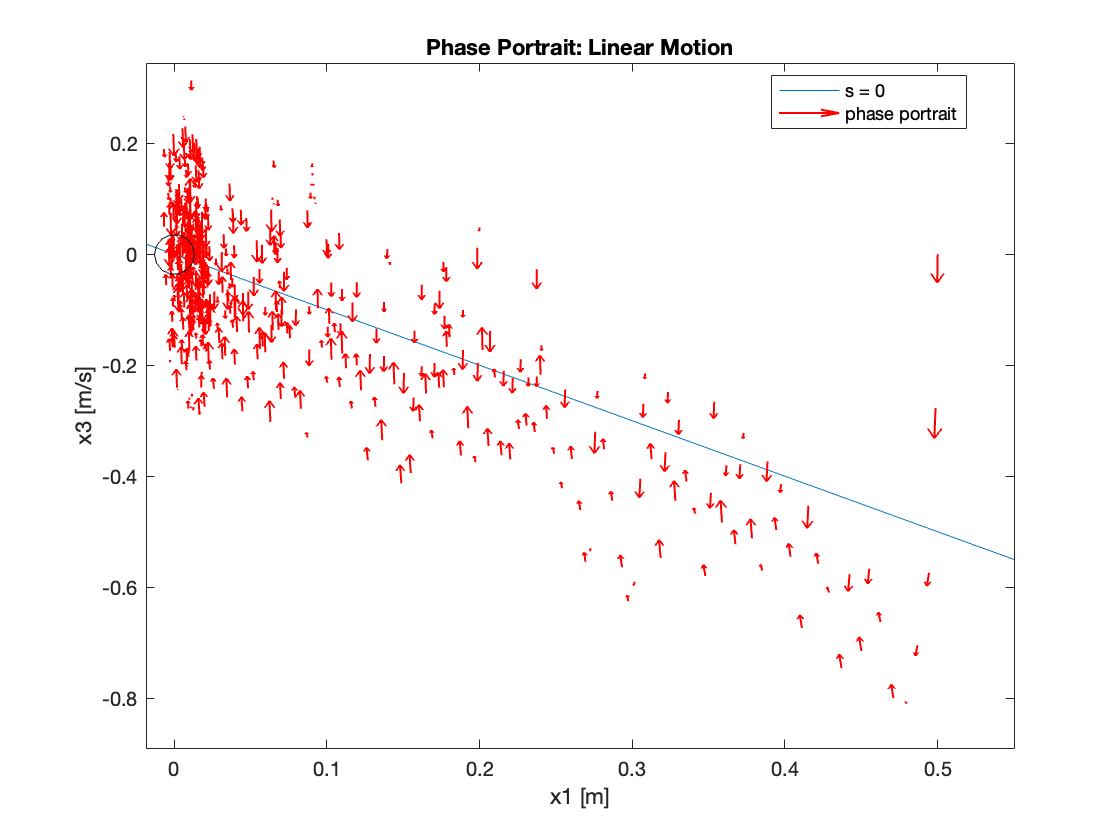 Phase Portrait: Linear Motion
s = 0
phase portrait
0.2
0
-0.2
-0.4
-0.6
-0.8
x3 [m/s]
0 0.1 0.2 0.3 0.4 0.5
x1 [m]